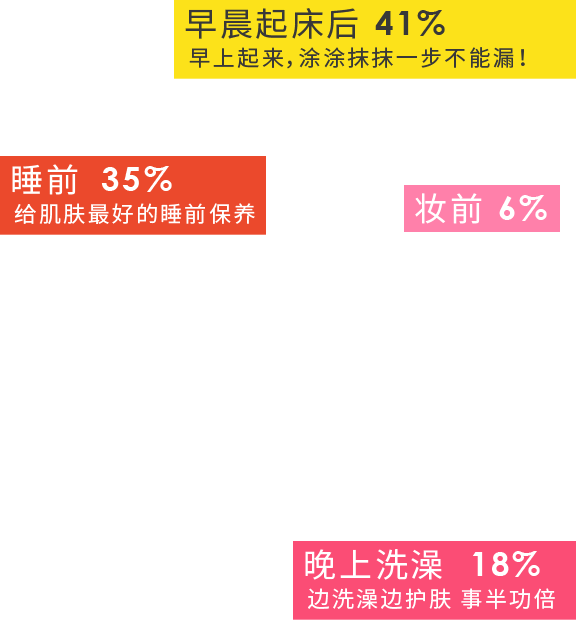 早晨起床后 41%
早上起来，涂涂抹抹一步不能漏！
睡前 35%
给肌肤最好的睡前保养
妆前 6%
晚上洗澡 18%
边洗澡边护肤 事半功倍